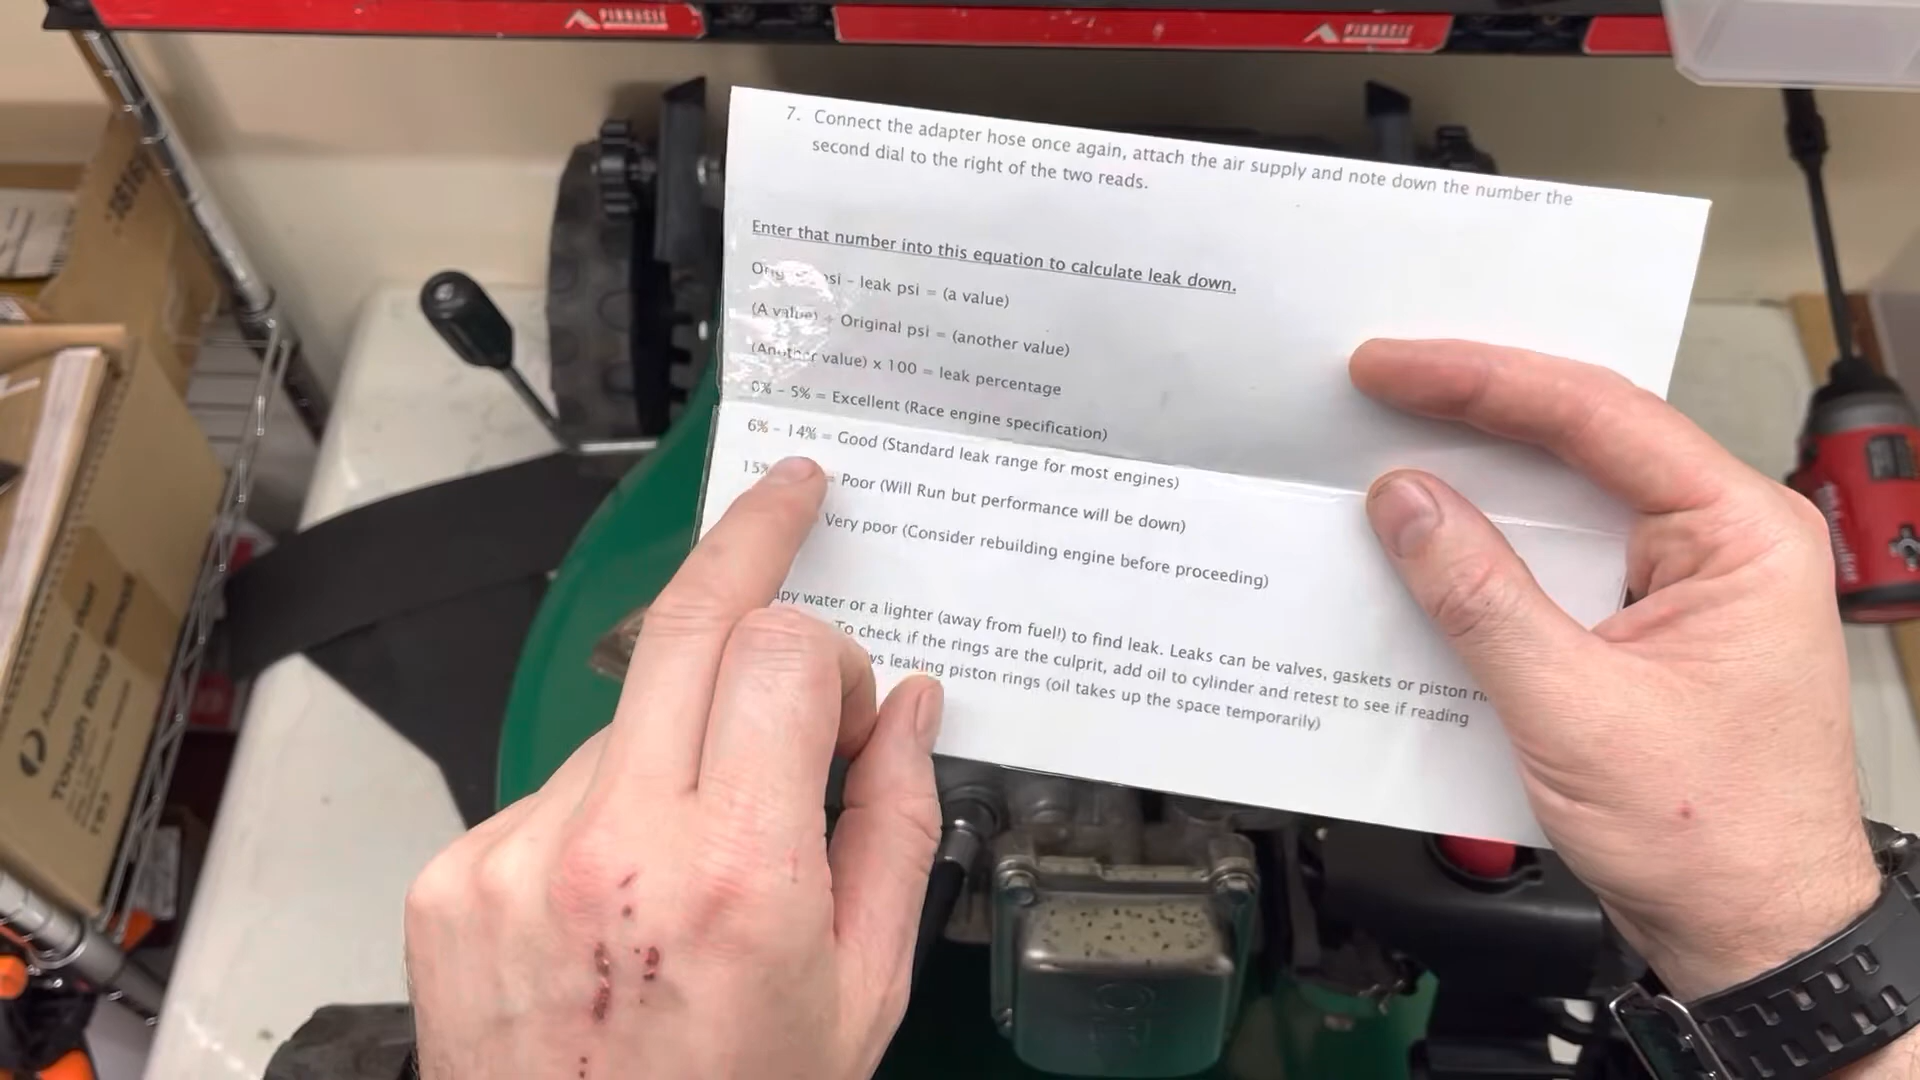 PINNACLE
PINNACLE
7. Connect the adapter hose once again, attach the air supply and note down the number the
second dial to the right of the two reads.
Enter that number into this equation to calculate leak down.
psi - leak psi = (a value)
(A value) ÷ Original psi = (another value)
(Another value) x 100 = leak percentage
0% - 5% = Excellent (Race engine specification)
6% - 14% = Good (Standard leak range for most engines)
15% = Poor (Will Run but performance will be down)
Very poor (Consider rebuilding engine before proceeding)
water or a lighter (away from fuel!) to find leak. Leaks can be valves, gaskets or piston
To check if the rings are the culprit, add oil to cylinder and retest to see if reading
leaking piston rings (oil takes up the space temporarily)
Tough Box